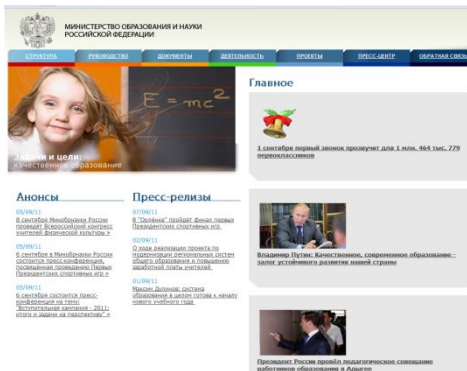 МИНИСТЕРСТВО ОБРАЗОВАНИЯ И НАУКИ
РОССИЙСКОЙ ФЕДЕРАЦИИ
СТРУКТУРА
РУКОВОДСТВО
ДОКУМЕНТЫ
ДЕЯТЕЛЬНОСТЬ
ПРОЕКТЫ
ПРЕСС-ЦЕНТР
ОБРАТНАЯ СВЯЗЬ
E = mc2
Задачи и цели:
качественное образование
Анонсы
05/09/11
8 сентября Минобрнауки России
проведёт Всероссийский конгресс
учителей физической культуры »
05/09/11
6 сентября в Минобрнауки России
состоится пресс-конференция,
посвященная проведению Первых
Президентских спортивных игр »
05/09/11
6 сентября состоится пресс-
конференция на тему:
"Вступительная кампания - 2011:
итоги и задачи на перспективу" »
Пресс-релизы
07/09/11
В "Орлёнке" пройдёт финал первых
Президентских спортивных игр
02/09/11
О ходе реализации проекта по
модернизации региональных систем
общего образования и повышению
заработной платы учителей
01/09/11
система
образования в целом готова к началу
нового учебного года
Главное
1 сентября первый звонок прозвучит для 1 млн. 464 тыс. 779
первоклассников
Владимир Путин: Качественное, современное образование -
залог устойчивого развития нашей страны
Президент России провёл педагогическое совещание
работников образования в Адыгее